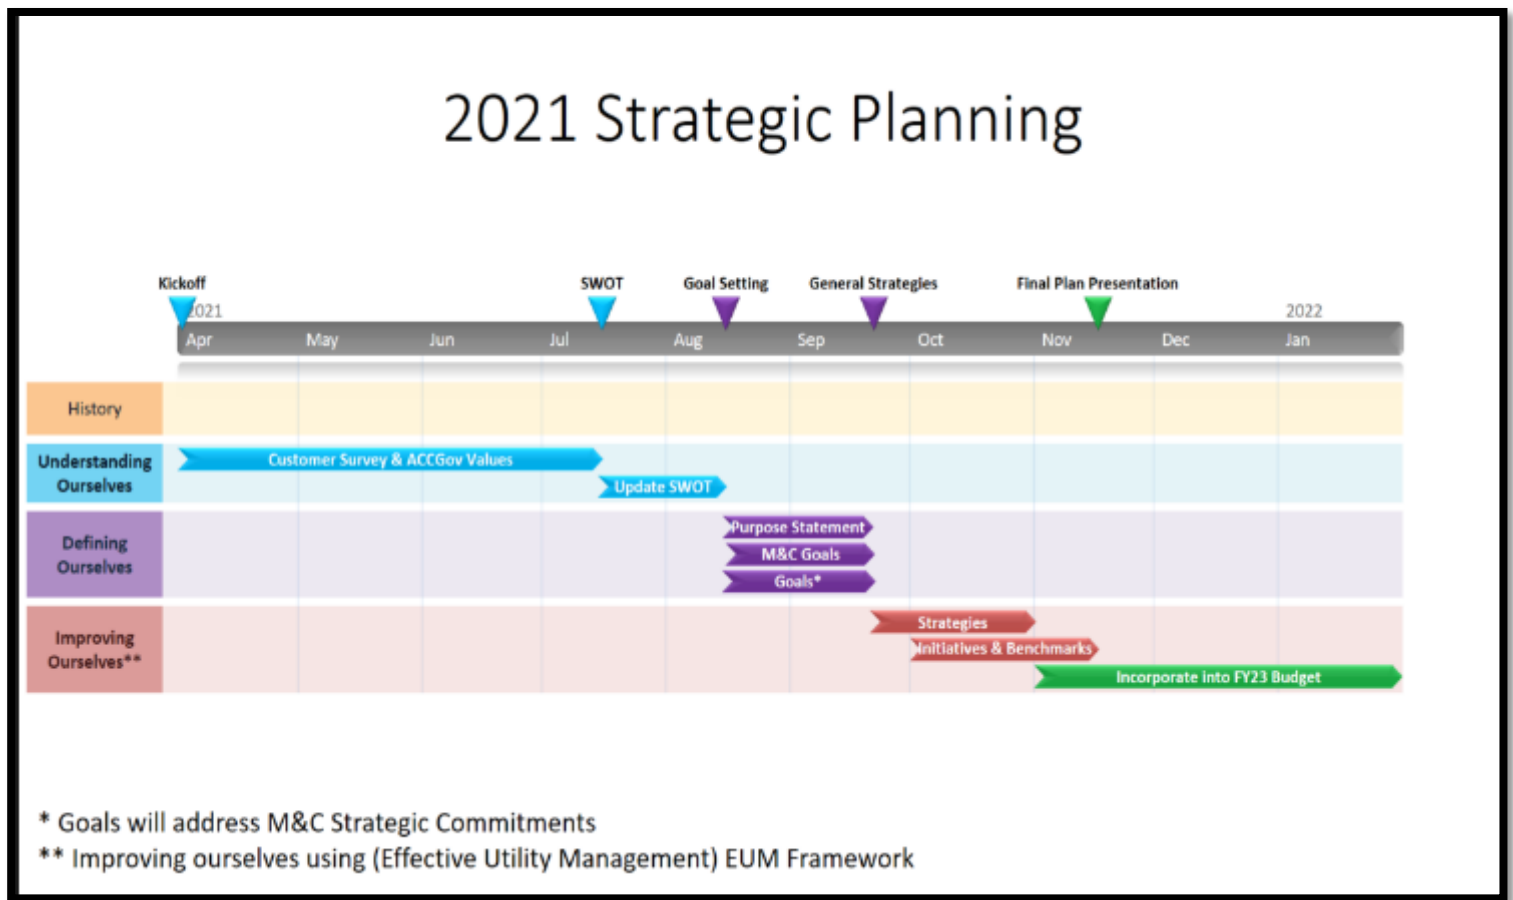 2021 Strategic Planning
Kickoff
SWOT
Goal Setting
General Strategies
Final Plan Presentation
2021
2022
Apr
May
Jun
Jul
Aug
Sep
Oct
Nov
Dec
Jan
History
Understanding
Ourselves
Customer Survey & ACCGov Values
Update SWOT
Defining
Ourselves
Purpose Statement
M&C Goals
Goals*
Improving
Ourselves**
Strategies
Initiatives & Benchmarks
Incorporate into FY23 Budget
* Goals will address M&C Strategic Commitments
** Improving ourselves using (Effective Utility Management) EUM Framework